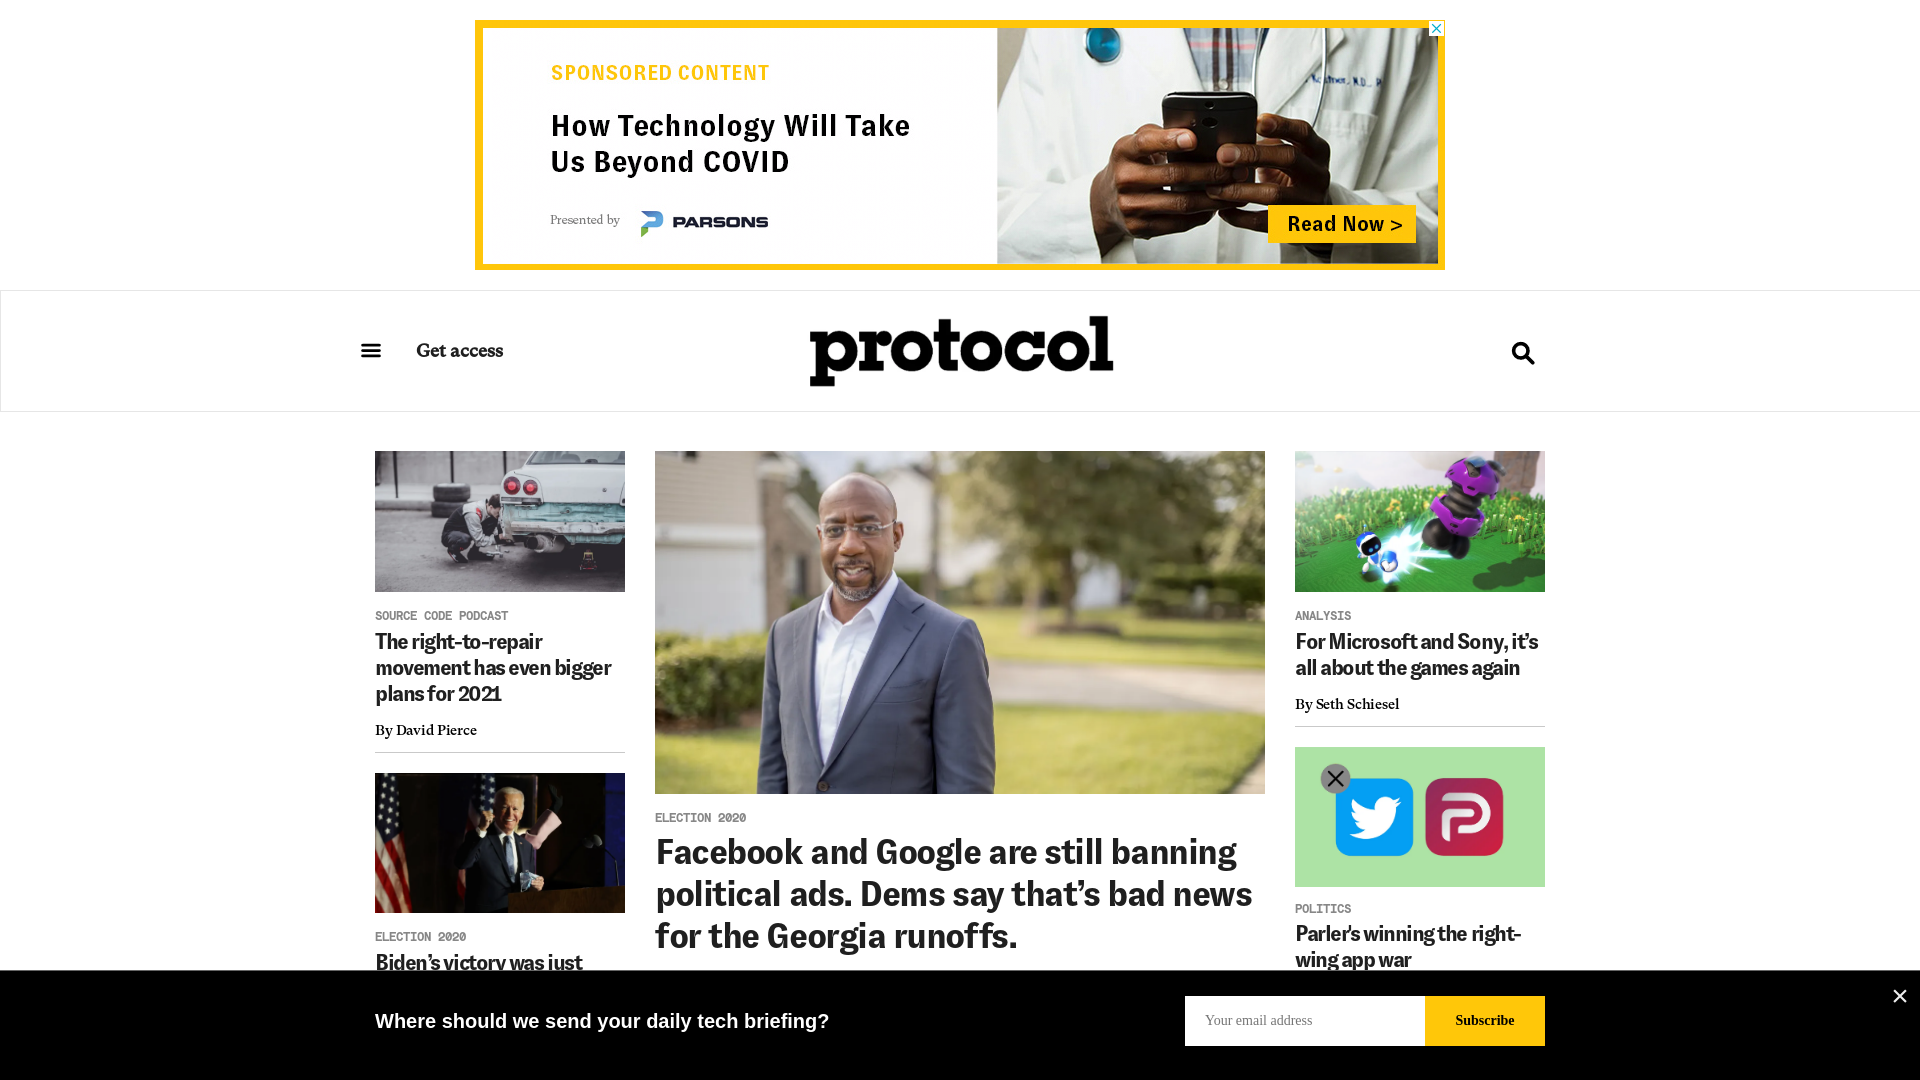 SPONSORED CONTENT
How Technology Will Take
Us Beyond COVID
Presented by
PARSONS
Read Now >
Get access
protocol
SOURCE CODE PODCAST
The right-to-repair
movement has even bigger
plans for 2021
By David Pierce
ELECTION 2020
Biden’s victory was just
ELECTION 2020
Facebook and Google are still banning
political ads. Dems say that’s bad news
for the Georgia runoffs.
ANALYSIS
For Microsoft and Sony, it’s
all about the games again
By Seth Schiesel
POLITICS
Parler's winning the right-
wing app war
Where should we send your daily tech briefing?
Your email address
Subscribe